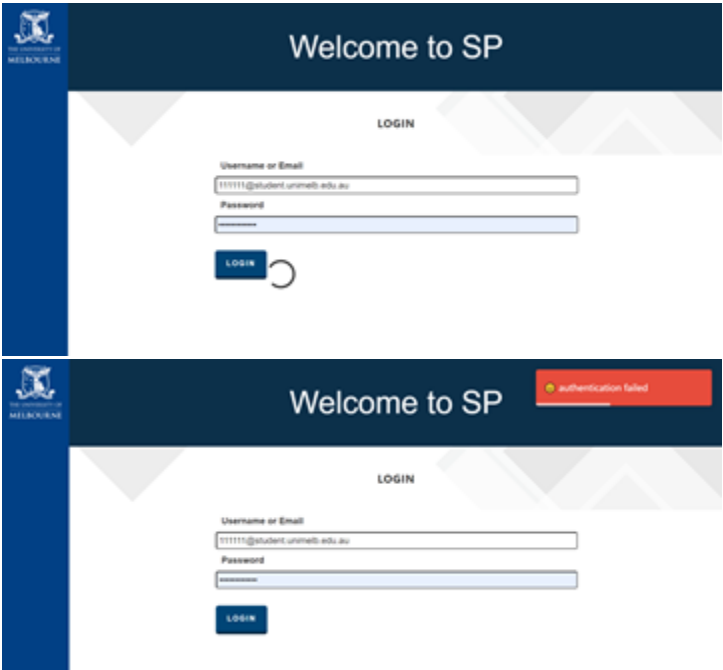 THE UNIVERSITY OF
MELBOURNE
Welcome to SP
LOGIN
Username or Email
111111@student.unimelb.edu.au
Password
LOGIN
THE UNIVERSITY OF
MELBOURNE
Welcome to SP
authentication failed
LOGIN
Username or Email
111111@student.unimelb.edu.au
Password
LOGIN